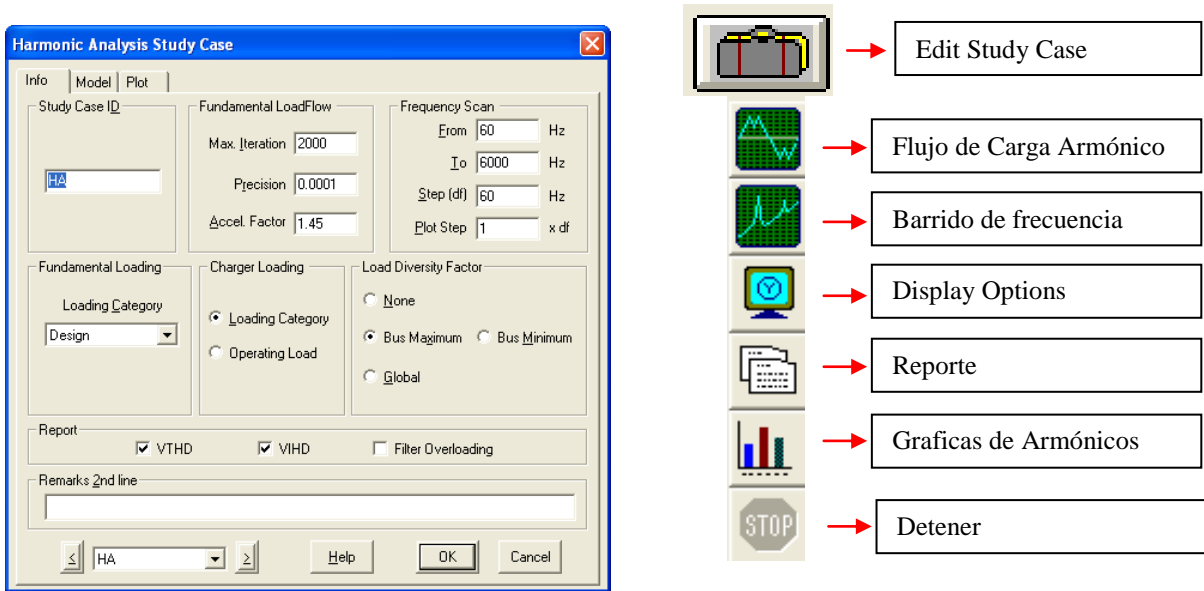 Harmonic Analysis Study Case
Info Model Plot
Study Case ID
HA
Fundamental LoadFlow
Max. Iteration 2000
Precision 0.0001
Accel. Factor 1.45
Frequency Scan
From 60 Hz
To 6000 Hz
Step (df) 60 Hz
Plot Step 1 x df
Fundamental Loading
Loading Category
Design
Charger Loading
Loading Category
Operating Load
Load Diversity Factor
None
Bus Maximum Bus Minimum
Global
Report
VTHD VIHD Filter Overloading
Remarks 2nd line
< HA > Help OK Cancel
Edit Study Case
Flujo de Carga Armónico
Barrido de frecuencia
Display Options
Reporte
Graficas de Armónicos
STOP Detener